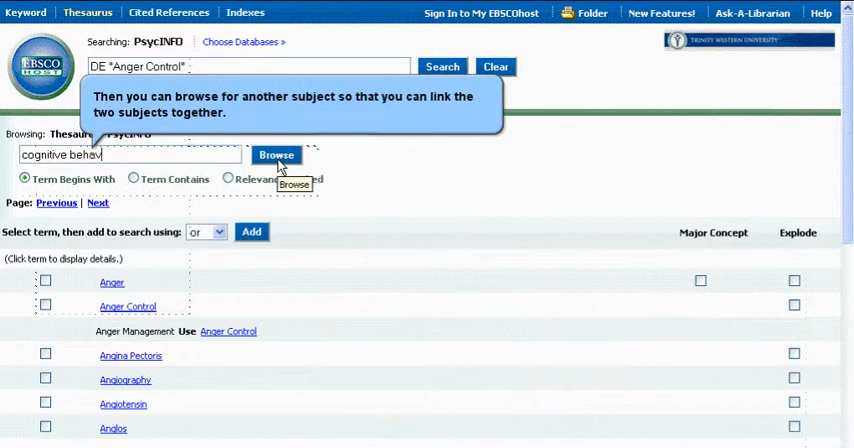 Keyword Thesaurus Cited References Indexes Sign In to My EBSCOhost Folder New Features! Ask-A-Librarian Help
Searching: PsycINFO Choose Databases »
TRINITY WESTERN UNIVERSITY
EBSCO
HOST
DE "Anger Control" Search Clear
Then you can browse for another subject so that you can link the
two subjects together.
Browsing: PsycINFO
cognitive behav Browse
Term Begins With Term Contains
Browse
Page: Previous | Next
Select term, then add to search using: or Add Major Concept Explode
(Click term to display details.)
Anger
Anger Control
Anger Management Use Anger Control
Angina Pectoris
Angiography
Angiotensin
Anglos